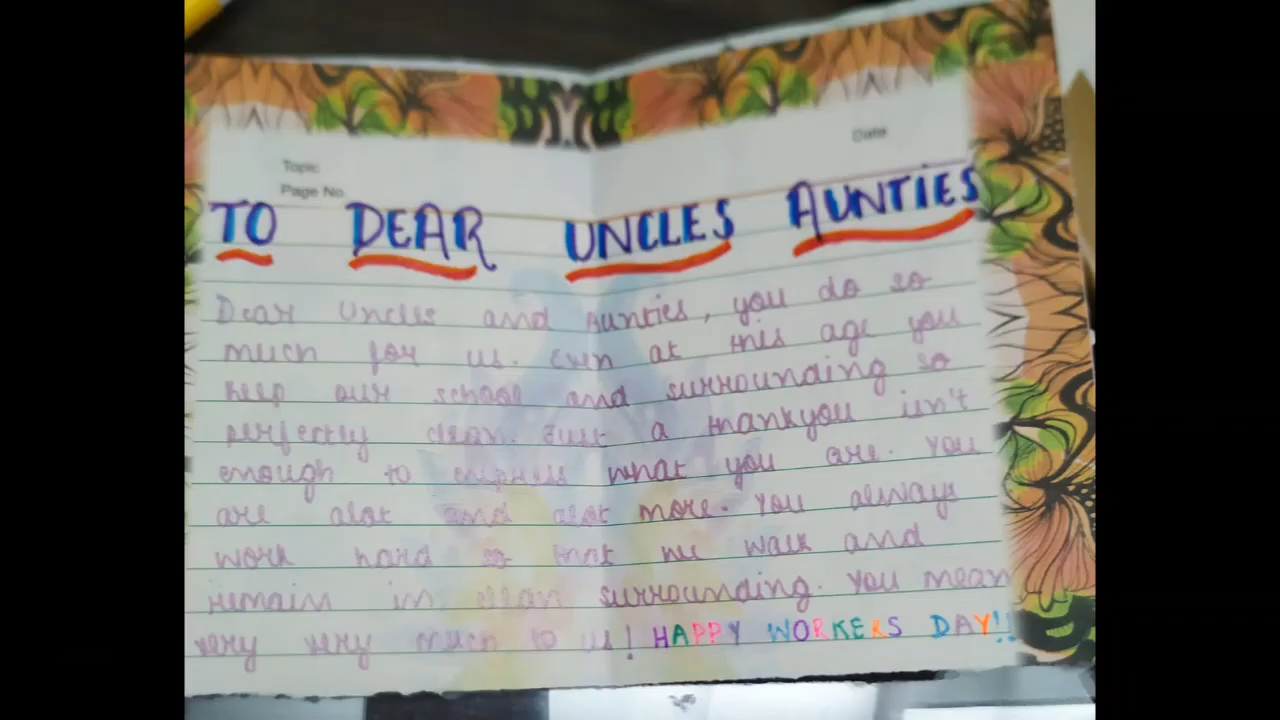 Topic
Date
Page No.
TO DEAR UNCLES AUNTIES
Dear Uncles and Aunties, you do so
much for us. Even at this age you
keep our school and surrounding so
perfectly clean. Just a thankyou isn't
enough to express what you are. You
are alot and alot more. You always
work hard so that we walk and
remain in clean surrounding. You mean
very very much to us! HAPPY WORKERS DAY!!